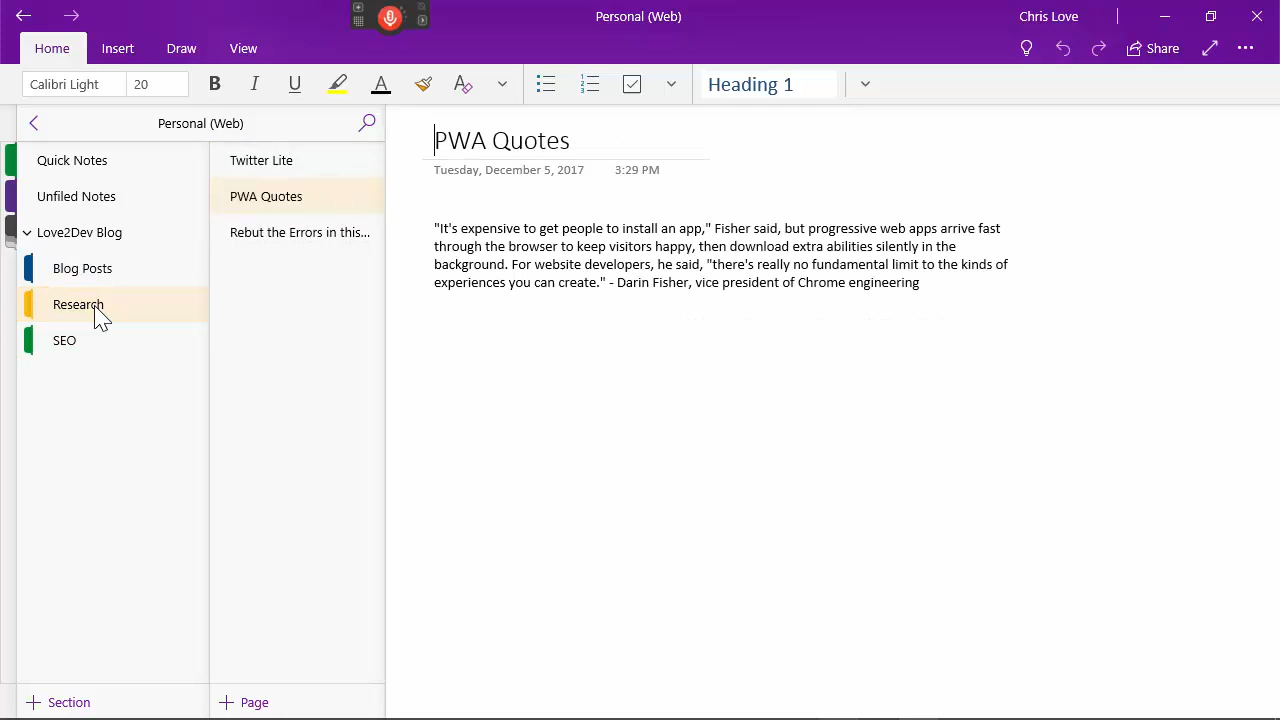 Personal (Web)
Chris Love
Home
Insert
Draw
View
Share
Calibri Light
20
B
I
U
A
A
Heading 1
Personal (Web)
Quick Notes
Unfiled Notes
Love2Dev Blog
Blog Posts
Research
SEO
Section
Twitter Lite
PWA Quotes
Rebut the Errors in this...
Page
PWA Quotes
Tuesday, December 5, 2017
3:29 PM
"It's expensive to get people to install an app," Fisher said, but progressive web apps arrive fast
through the browser to keep visitors happy, then download extra abilities silently in the
background. For website developers, he said, "there's really no fundamental limit to the kinds of
experiences you can create." - Darin Fisher, vice president of Chrome engineering